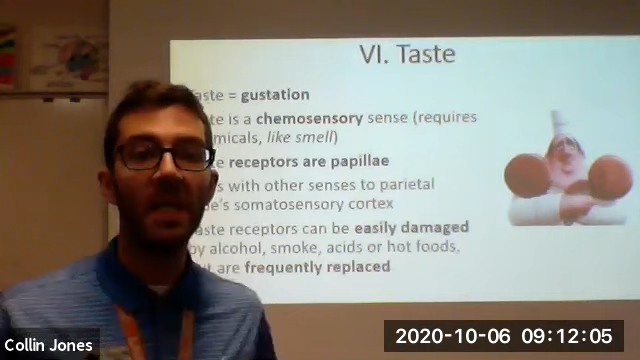 VI. Taste
aste = gustation
te is a chemosensory sense (requires
micals, like smell)
te receptors are papillae
s with other senses to parietal
be's somatosensory cortex
aste receptors can be easily damaged
by alcohol, smoke, acids or hot foods,
ut are frequently replaced
Collin Jones
2020-10-06 09:12:05